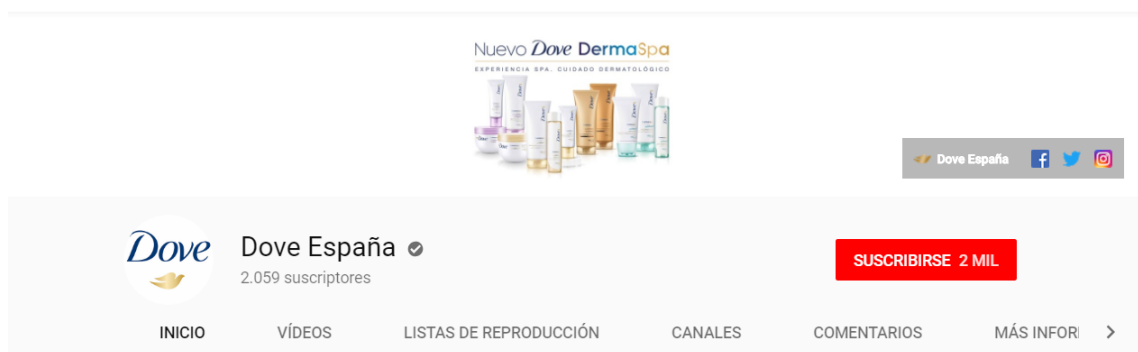 Nuevo Dove DermaSpa
EXPERIENCIA SPA. CUIDADO DERMATOLÓGICO
Dove España
Dove
Dove España
2.059 suscriptores
SUSCRIBIRSE 2 MIL
INICIO VÍDEOS LISTAS DE REPRODUCCIÓN CANALES COMENTARIOS MÁS INFOR